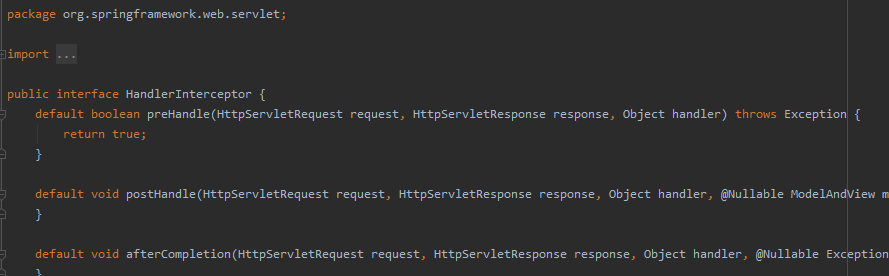 package org.springframework.web.servlet;
import ...
public interface HandlerInterceptor {
default boolean preHandle(HttpServletRequest request, HttpServletResponse response, Object handler) throws Exception {
return true;
}
default void postHandle(HttpServletRequest request, HttpServletResponse response, Object handler, @Nullable ModelAndView m
}
default void afterCompletion(HttpServletRequest request, HttpServletResponse response, Object handler, @Nullable Exception
}